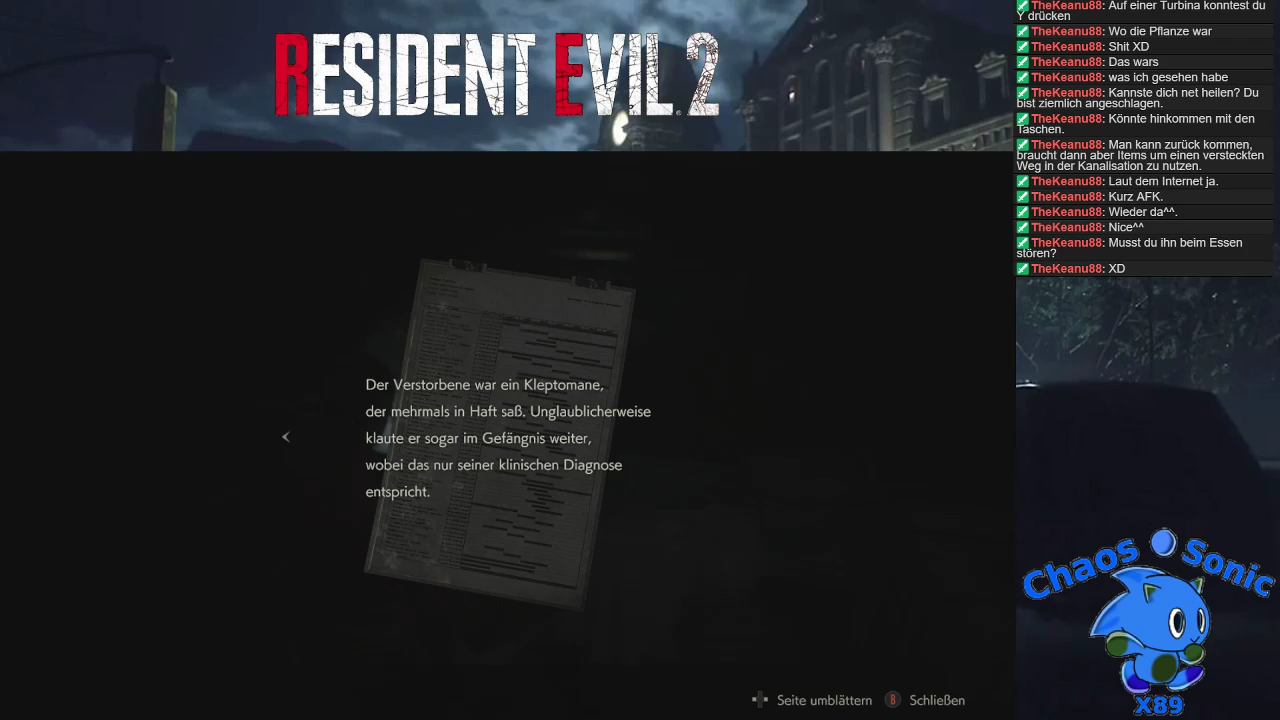 RESIDENT EVIL.2
Der Verstorbene war ein Kleptomane,
der mehrmals in Haft saß. Unglaublicherweise
klaute er sogar im Gefängnis weiter,
wobei das nur seiner klinischen Diagnose
entspricht.
Seite umblättern B Schließen
TheKeanu88: Auf einer Turbina konntest du
Y drücken
TheKeanu88: Wo die Pflanze war
TheKeanu88: Shit XD
TheKeanu88: Das wars
TheKeanu88: was ich gesehen habe
TheKeanu88: Kannste dich net heilen? Du
bist ziemlich angeschlagen.
TheKeanu88: Könnte hinkommen mit den
Taschen.
TheKeanu88: Man kann zurück kommen,
braucht dann aber Items um einen versteckten
Weg in der Kanalisation zu nutzen.
TheKeanu88: Laut dem Internet ja.
TheKeanu88: Kurz AFK.
TheKeanu88: Wieder da^^.
TheKeanu88: Nice^^
TheKeanu88: Musst du ihn beim Essen
stören?
TheKeanu88: XD
Chaos Sonic
X89